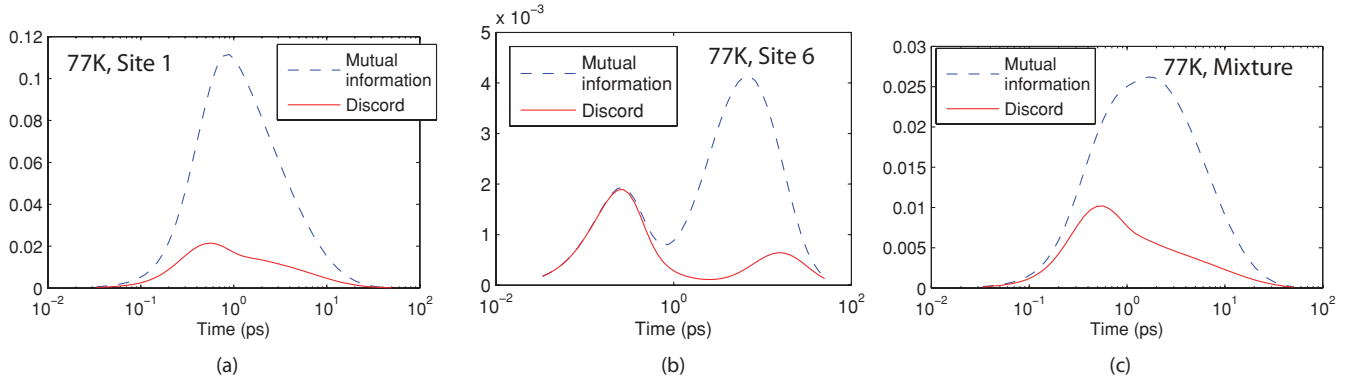 0.12
0.1
0.08
0.06
0.04
0.02
0
77K, Site 1
Mutual
information
Discord
10^-2 10^-1 10^0 10^1 10^2
Time (ps)
(a)
x 10^-3
5
4
3
2
1
0
77K, Site 6
Mutual
information
Discord
10^-2 10^0 10^2
Time (ps)
(b)
0.03
0.025
0.02
0.015
0.01
0.005
0
77K, Mixture
Mutual
information
Discord
10^-2 10^-1 10^0 10^1 10^2
Time (ps)
(c)